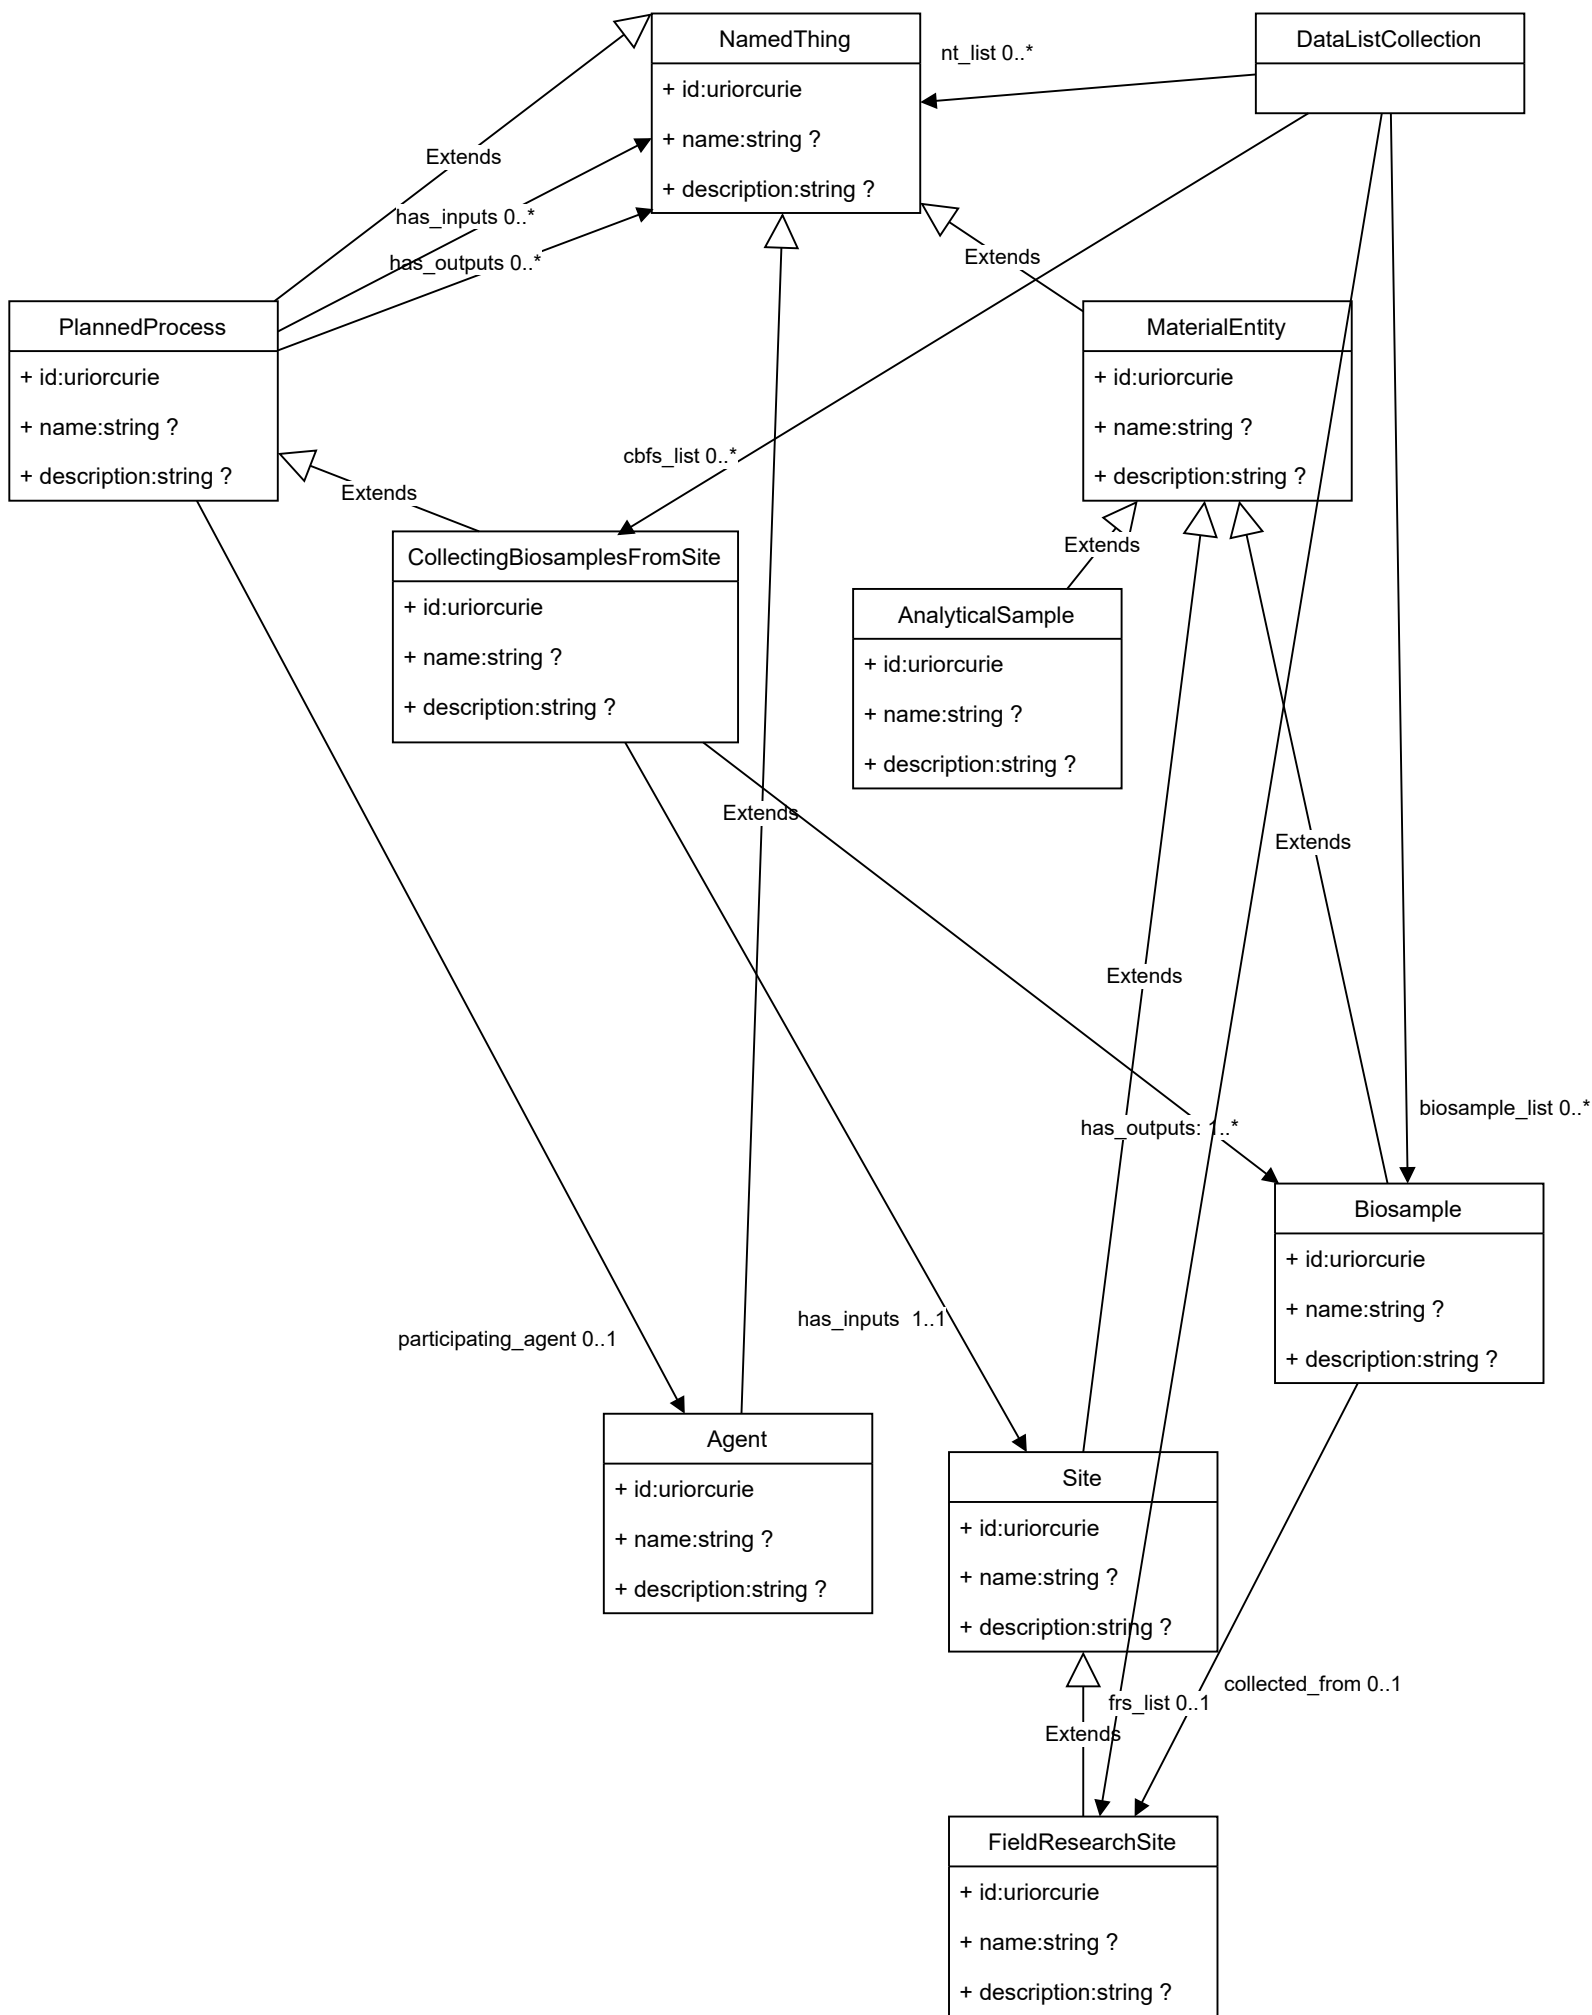 NamedThing
+ id:uriorcurie
+ name:string ?
+ description:string ?
nt_list 0..*
DataListCollection
Extends
has_inputs 0..*
has_outputs 0..*
Extends
PlannedProcess
+ id:uriorcurie
+ name:string ?
+ description:string ?
MaterialEntity
+ id:uriorcurie
+ name:string ?
+ description:string ?
cbfs_list 0..*
Extends
CollectingBiosamplesFromSite
+ id:uriorcurie
+ name:string ?
+ description:string ?
Extends
AnalyticalSample
+ id:uriorcurie
+ name:string ?
+ description:string ?
Extends
Extends
Extends
biosample_list 0..*
has_outputs: 1..*
Biosample
+ id:uriorcurie
+ name:string ?
+ description:string ?
has_inputs  1..1
participating_agent 0..1
Agent
+ id:uriorcurie
+ name:string ?
+ description:string ?
Site
+ id:uriorcurie
+ name:string ?
+ description:string ?
collected_from 0..1
frs_list 0..1
Extends
FieldResearchSite
+ id:uriorcurie
+ name:string ?
+ description:string ?